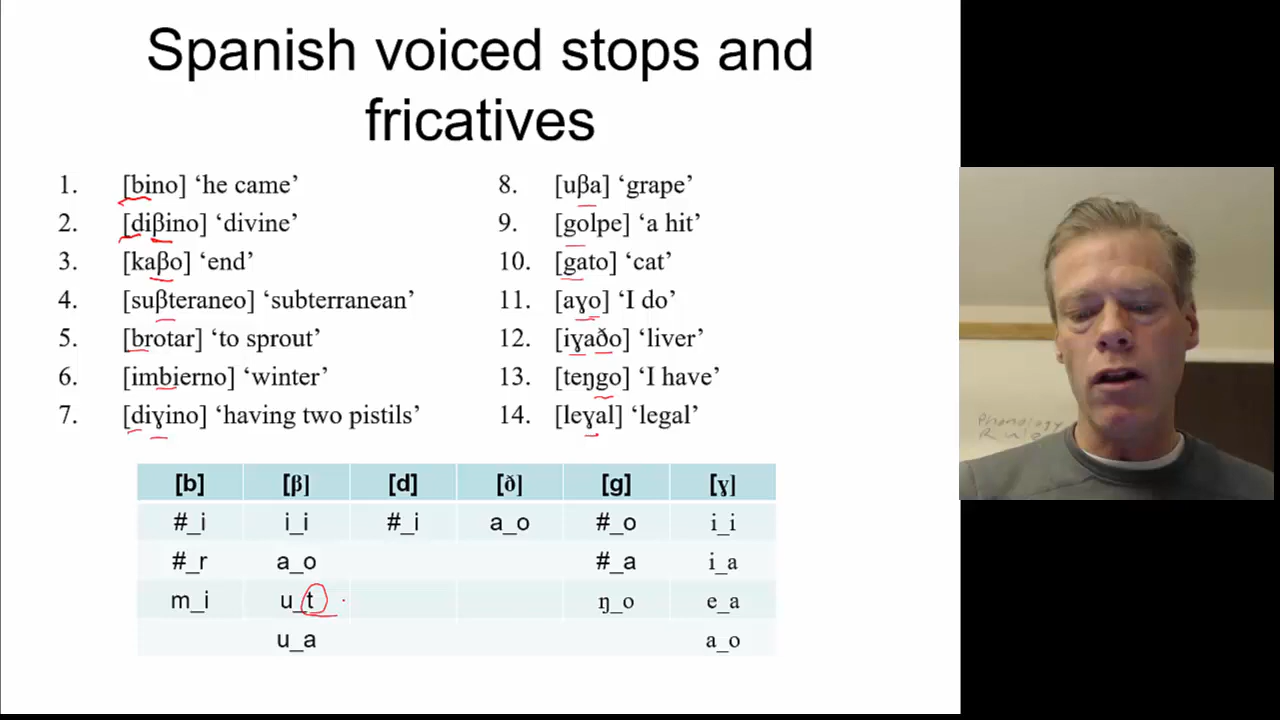 Spanish voiced stops and
fricatives
1. [bino] ‘he came’
2. [diβino] ‘divine’
3. [kaβo] ‘end’
4. [suβteraneo] ‘subterranean’
5. [brotar] ‘to sprout’
6. [imbierno] ‘winter’
7. [diɣino] ‘having two pistils’
8. [uβa] ‘grape’
9. [golpe] ‘a hit’
10. [gato] ‘cat’
11. [aɣo] ‘I do’
12. [iɣaðo] ‘liver’
13. [teŋgo] ‘I have’
14. [leɣal] ‘legal’
[b] [β] [d] [ð] [g] [ɣ]
#_i i_i #_i a_o #_o i_i
#_r a_o #_a i_a
m_i u_t ŋ_o e_a
u_a a_o
Phonology